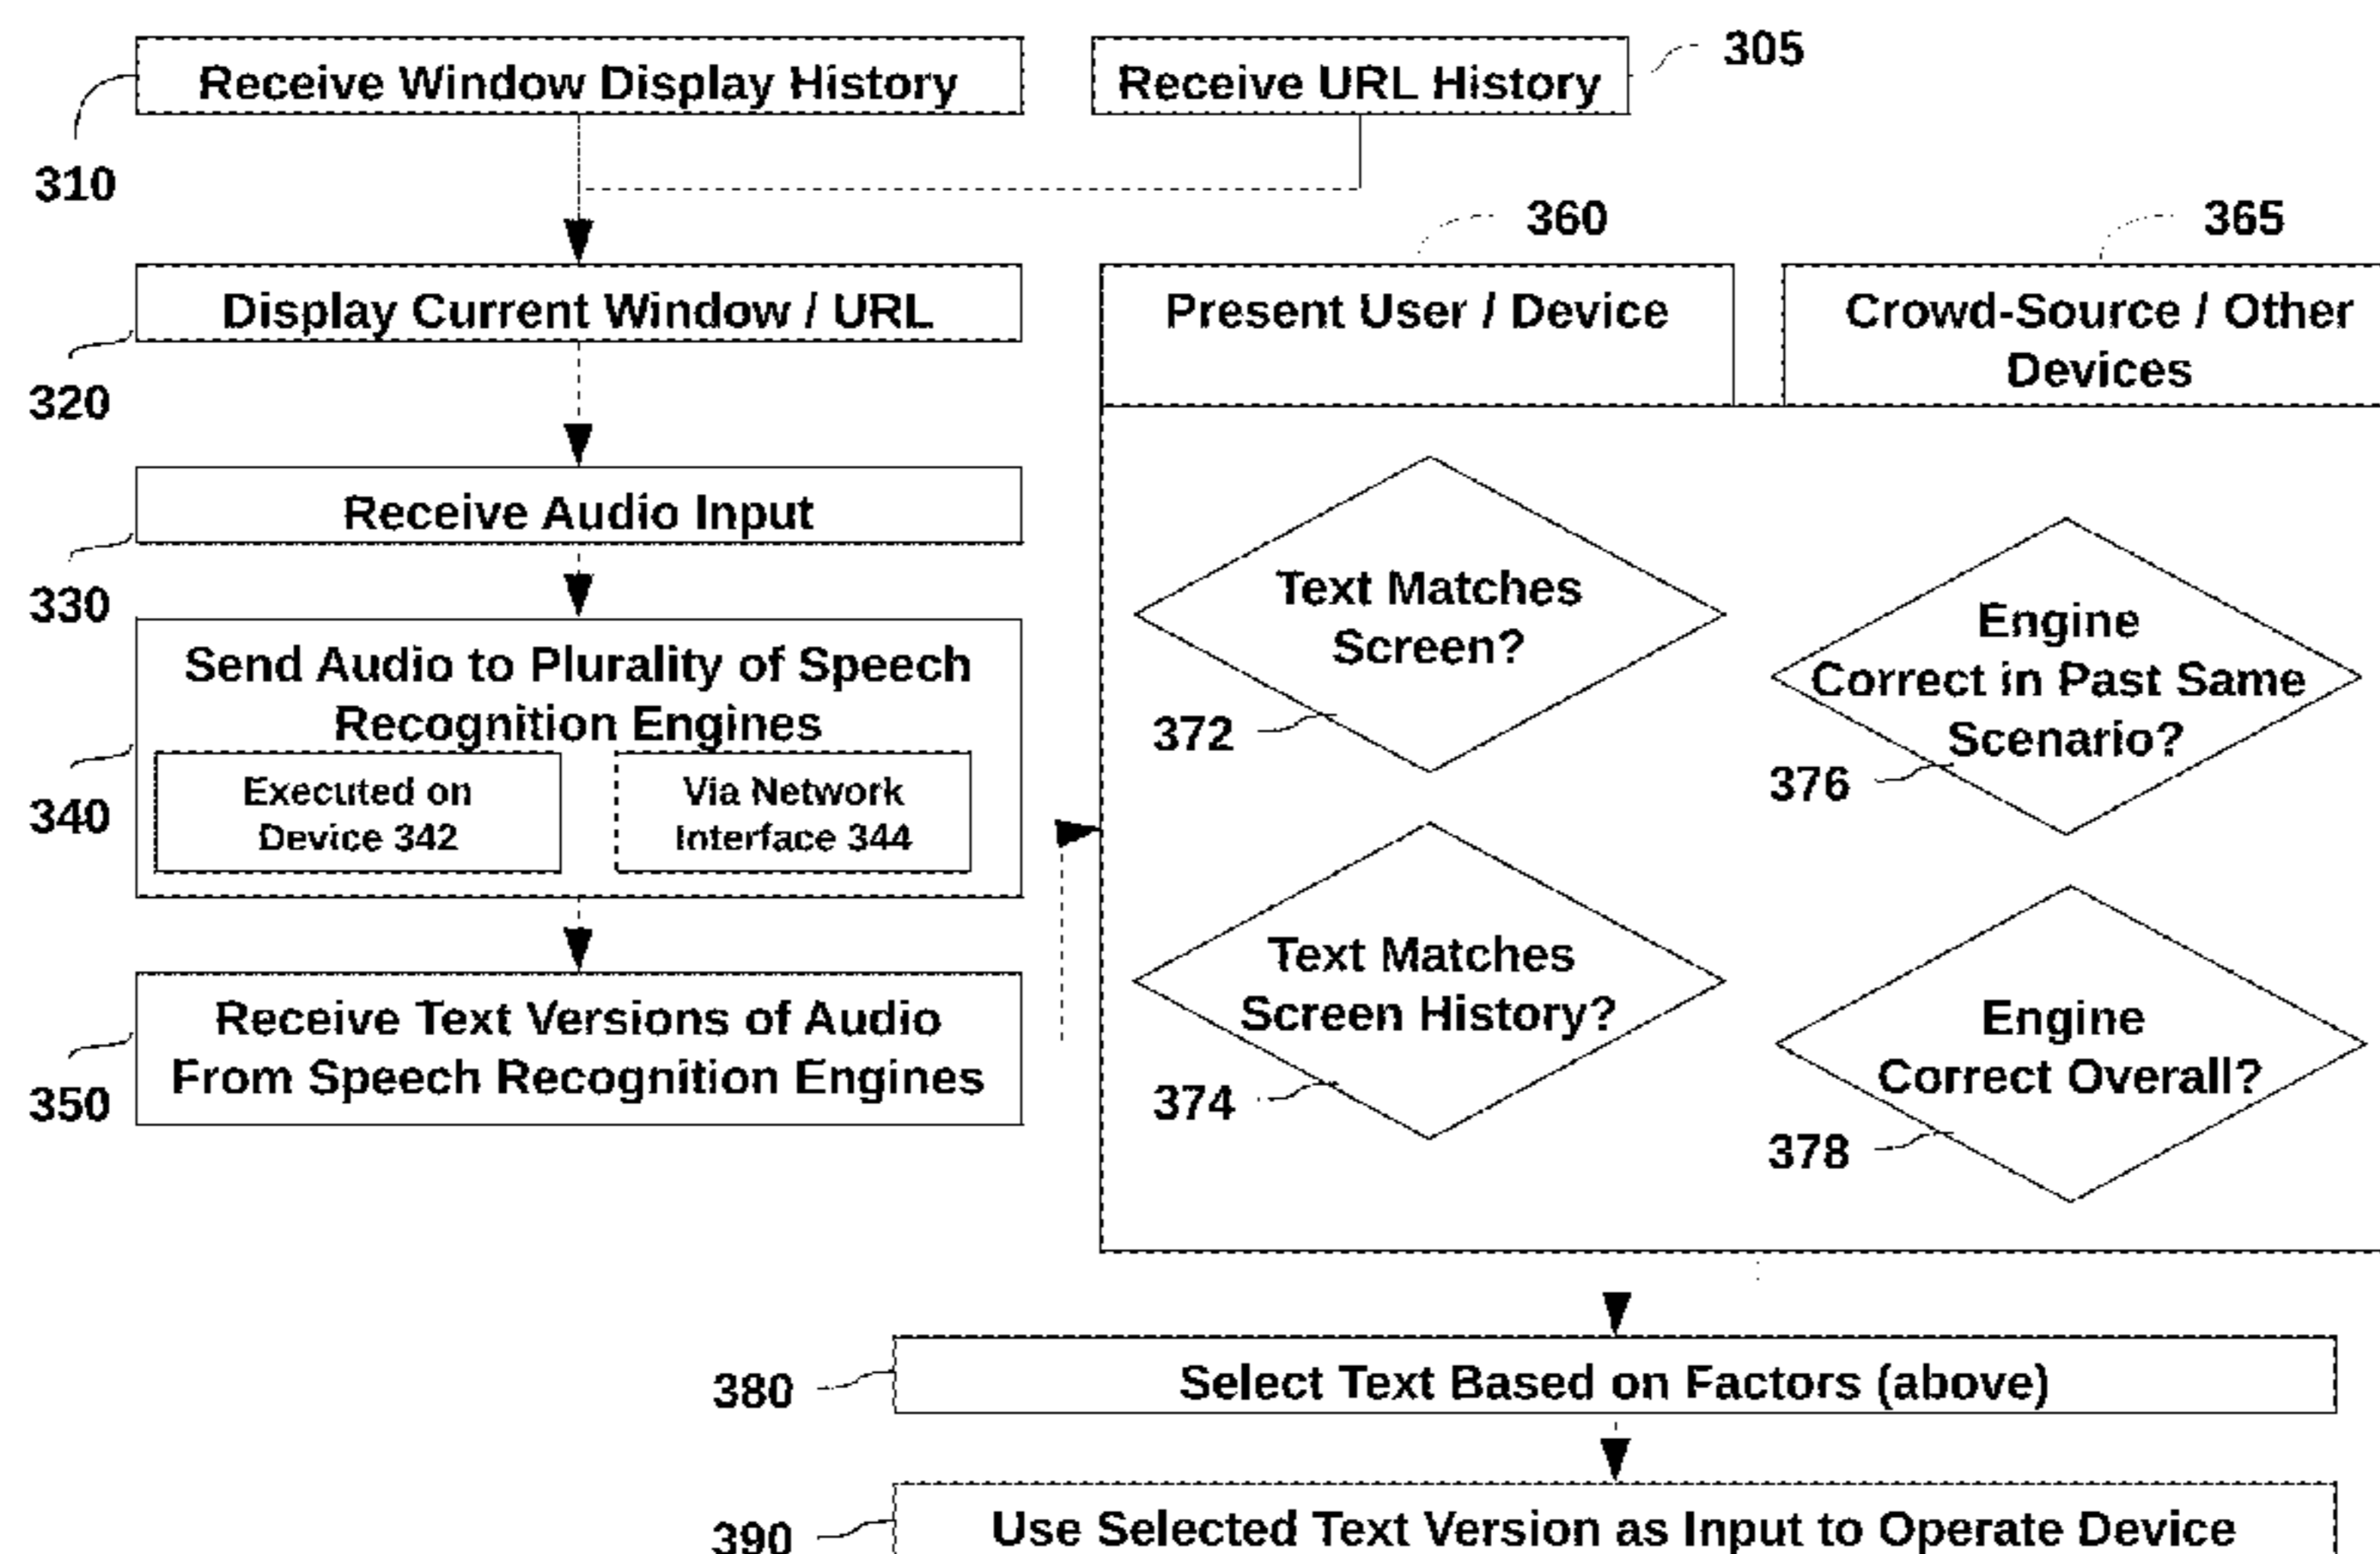 Receive Window Display History
Receive URL History
305
310
360
365
Display Current Window / URL
320
Present User / Device
Crowd-Source / Other
Devices
Receive Audio Input
330
Send Audio to Plurality of Speech
Recognition Engines
340
Executed on
Device 342
Via Network
Interface 344
Receive Text Versions of Audio
From Speech Recognition Engines
350
Text Matches
Screen?
372
Engine
Correct in Past Same
Scenario?
376
Text Matches
Screen History?
374
Engine
Correct Overall?
378
380
Select Text Based on Factors (above)
390
Use Selected Text Version as Input to Operate Device